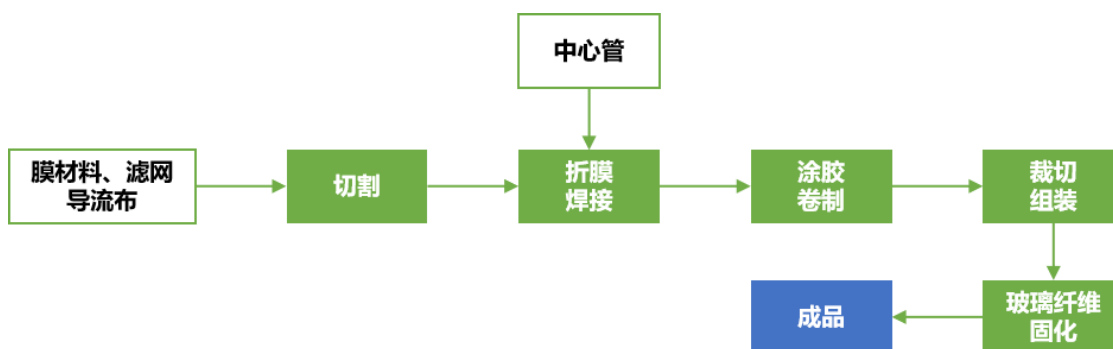 中心管
膜材料、滤网
导流布
切割
折膜
焊接
涂胶
卷制
裁切
组装
玻璃纤维
固化
成品